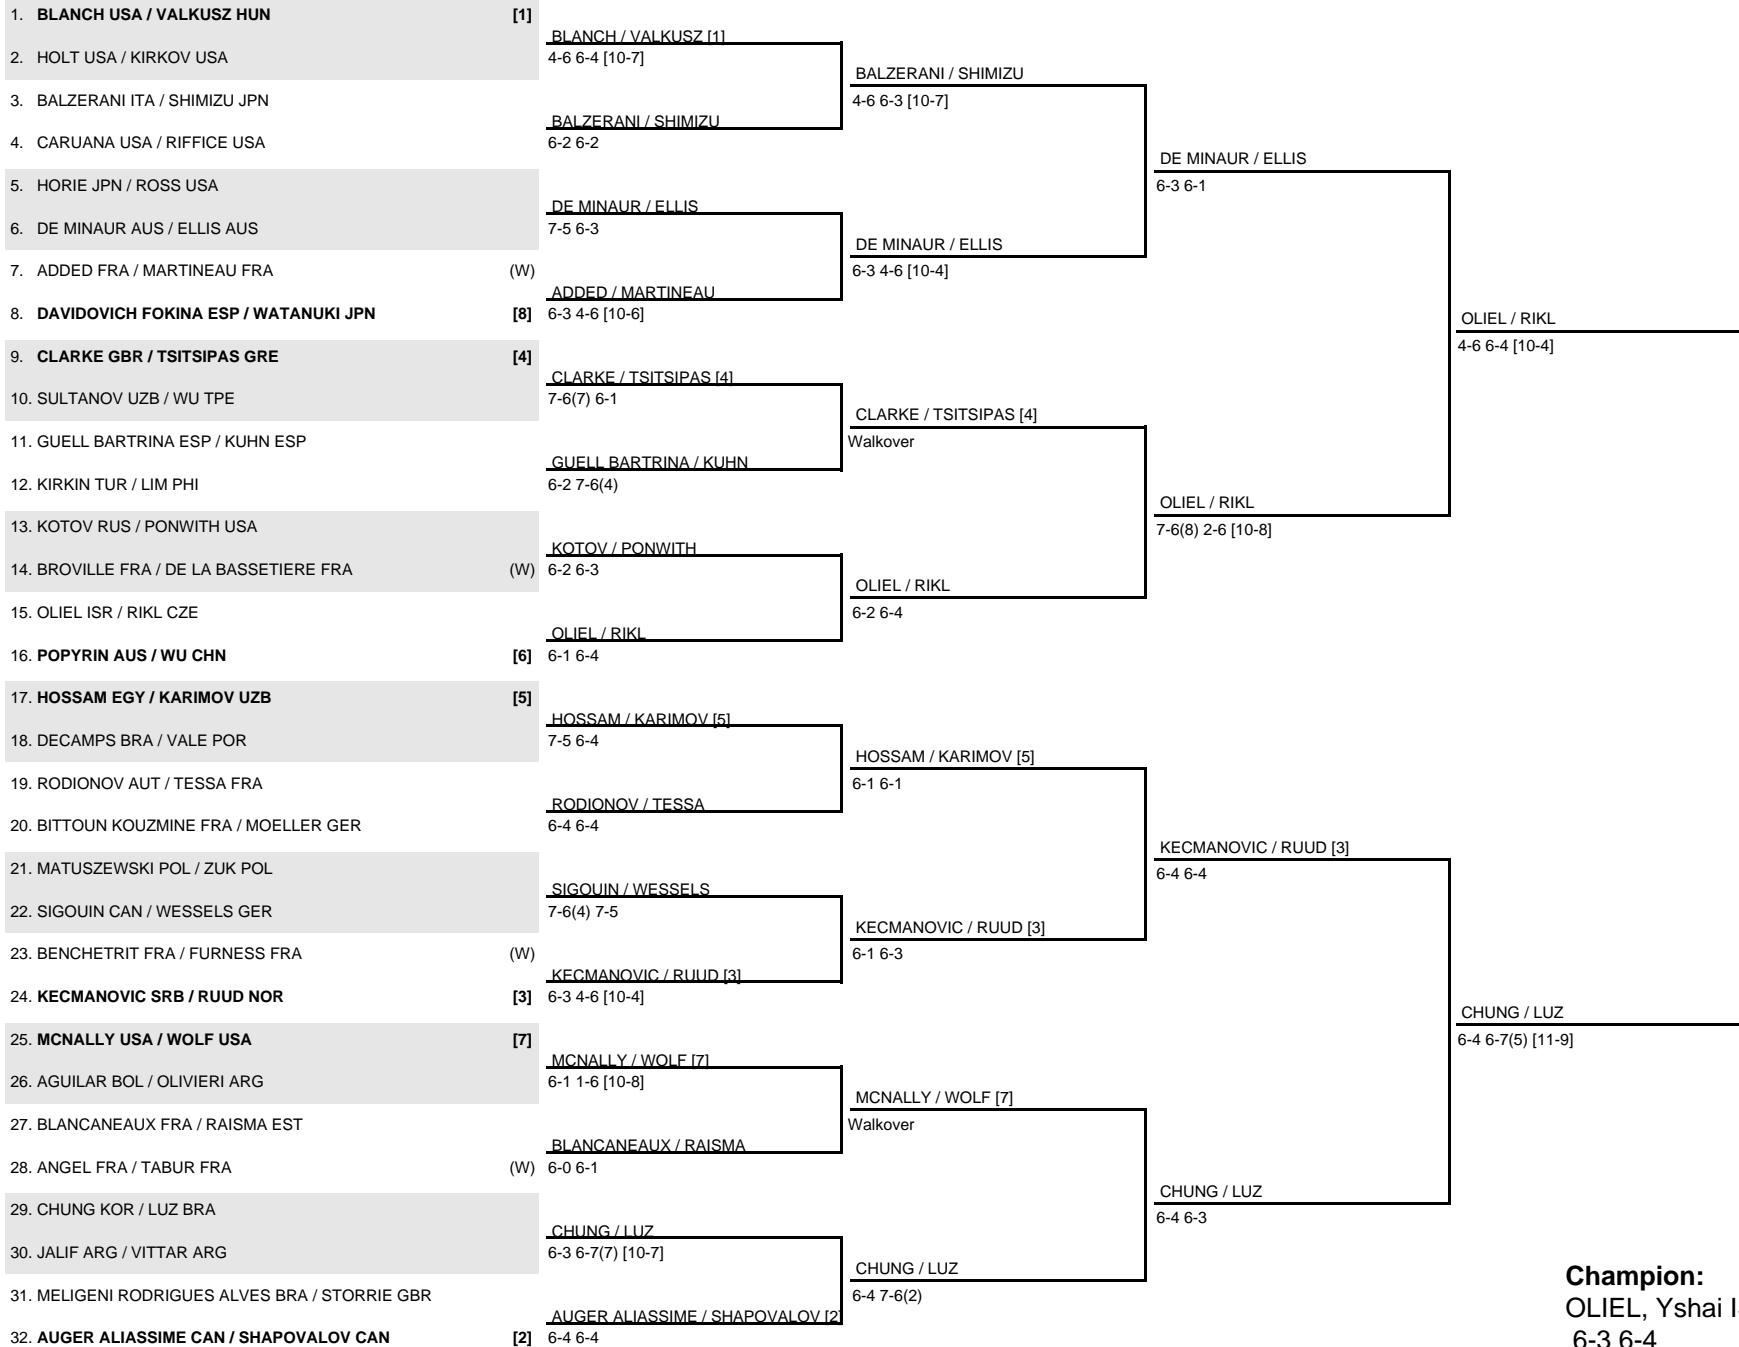 1. BLANCH USA / VALKUSZ HUN [1]
2. HOLT USA / KIRKOV USA
3. BALZERANI ITA / SHIMIZU JPN
4. CARUANA USA / RIFFICE USA
5. HORIE JPN / ROSS USA
6. DE MINAUR AUS / ELLIS AUS
7. ADDED FRA / MARTINEAU FRA (W)
8. DAVIDOVICH FOKINA ESP / WATANUKI JPN [8]
9. CLARKE GBR / TSITSIPAS GRE [4]
10. SULTANOV UZB / WU TPE
11. GUELL BARTRINA ESP / KUHN ESP
12. KIRKIN TUR / LIM PHI
13. KOTOV RUS / PONWITH USA
14. BROVILLE FRA / DE LA BASSETIERE FRA (W)
15. OLIEL ISR / RIKL CZE
16. POPYRIN AUS / WU CHN [6]
17. HOSSAM EGY / KARIMOV UZB [5]
18. DECAMPS BRA / VALE POR
19. RODIONOV AUT / TESSA FRA
20. BITTOUN KOUZMINE FRA / MOELLER GER
21. MATUSZEWSKI POL / ZUK POL
22. SIGOUIN CAN / WESSELS GER
23. BENCHETRIT FRA / FURNESS FRA (W)
24. KECMANOVIC SRB / RUUD NOR [3]
25. MCNALLY USA / WOLF USA [7]
26. AGUILAR BOL / OLIVIERI ARG
27. BLANCANEAUX FRA / RAISMA EST
28. ANGEL FRA / TABUR FRA (W)
29. CHUNG KOR / LUZ BRA
30. JALIF ARG / VITTAR ARG
31. MELIGENI RODRIGUES ALVES BRA / STORRIE GBR
32. AUGER ALIASSIME CAN / SHAPOVALOV CAN [2]
BLANCH / VALKUSZ [1]
4-6 6-4 [10-7]
BALZERANI / SHIMIZU
6-2 6-2
DE MINAUR / ELLIS
7-5 6-3
ADDED / MARTINEAU
6-3 4-6 [10-6]
CLARKE / TSITSIPAS [4]
7-6(7) 6-1
GUELL BARTRINA / KUHN
6-2 7-6(4)
KOTOV / PONWITH
6-2 6-3
OLIEL / RIKL
6-1 6-4
HOSSAM / KARIMOV [5]
7-5 6-4
RODIONOV / TESSA
6-4 6-4
SIGOUIN / WESSELS
7-6(4) 7-5
KECMANOVIC / RUUD [3]
6-3 4-6 [10-4]
MCNALLY / WOLF [7]
6-1 1-6 [10-8]
BLANCANEAUX / RAISMA
6-0 6-1
CHUNG / LUZ
6-3 6-7(7) [10-7]
AUGER ALIASSIME / SHAPOVALOV [2]
6-4 6-4
BALZERANI / SHIMIZU
4-6 6-3 [10-7]
DE MINAUR / ELLIS
6-3 4-6 [10-4]
CLARKE / TSITSIPAS [4]
Walkover
OLIEL / RIKL
6-2 6-4
HOSSAM / KARIMOV [5]
6-1 6-1
KECMANOVIC / RUUD [3]
6-1 6-3
MCNALLY / WOLF [7]
Walkover
CHUNG / LUZ
6-4 7-6(2)
DE MINAUR / ELLIS
6-3 6-1
OLIEL / RIKL
7-6(8) 2-6 [10-8]
KECMANOVIC / RUUD [3]
6-4 6-4
CHUNG / LUZ
6-4 6-3
OLIEL / RIKL
4-6 6-4 [10-4]
CHUNG / LUZ
6-4 6-7(5) [11-9]
Champion:
OLIEL, Yshai
6-3 6-4